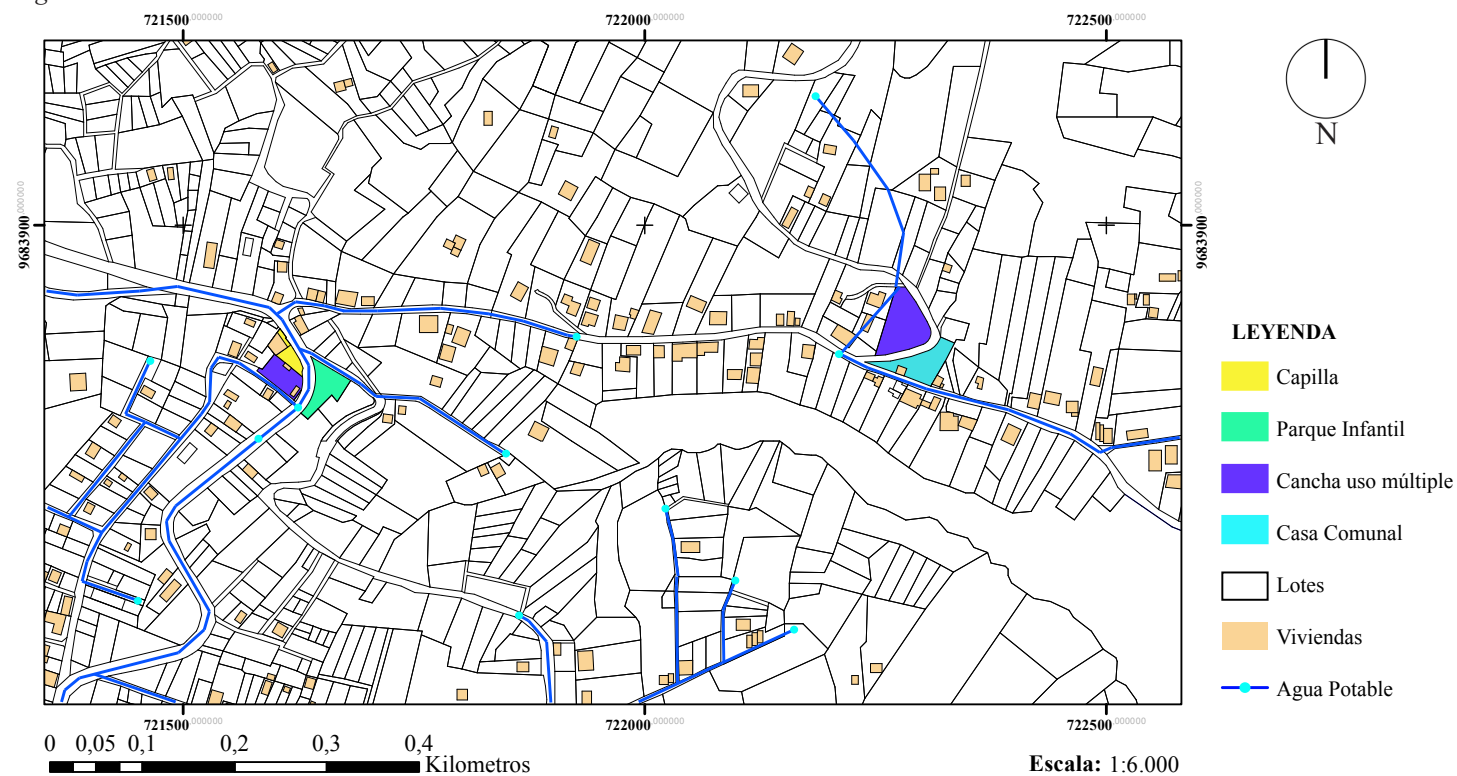 721500,000000 722000,000000 722500,000000
N
9683900,000000 9683900,000000
LEYENDA
Capilla
Parque Infantil
Cancha uso múltiple
Casa Comunal
Lotes
Viviendas
Agua Potable
721500,000000 722000,000000 722500,000000
0 0,05 0,1 0,2 0,3 0,4
Kilometros
Escala: 1:6.000